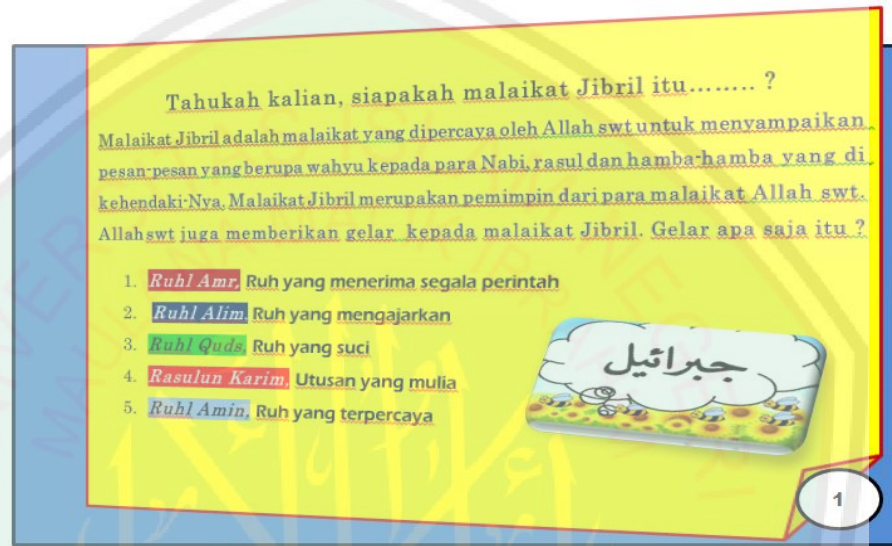 Tahukah kalian, siapakah malaikat Jibril itu........ ?
Malaikat Jibril adalah malaikat yang dipercaya oleh Allah swt untuk menyampaikan
pesan-pesan yang berupa wahyu kepada para Nabi, rasul dan hamba-hamba yang di
kehendaki-Nya. Malaikat Jibril merupakan pemimpin dari para malaikat Allah swt.
Allah swt juga memberikan gelar kepada malaikat Jibril. Gelar apa saja itu ?
1. Ruhl Amr, Ruh yang menerima segala perintah
2. Ruhl Alim, Ruh yang mengajarkan
3. Ruhl Quds, Ruh yang suci
4. Rasulun Karim, Utusan yang mulia
5. Ruhl Amin, Ruh yang terpercaya
جبرائيل
1